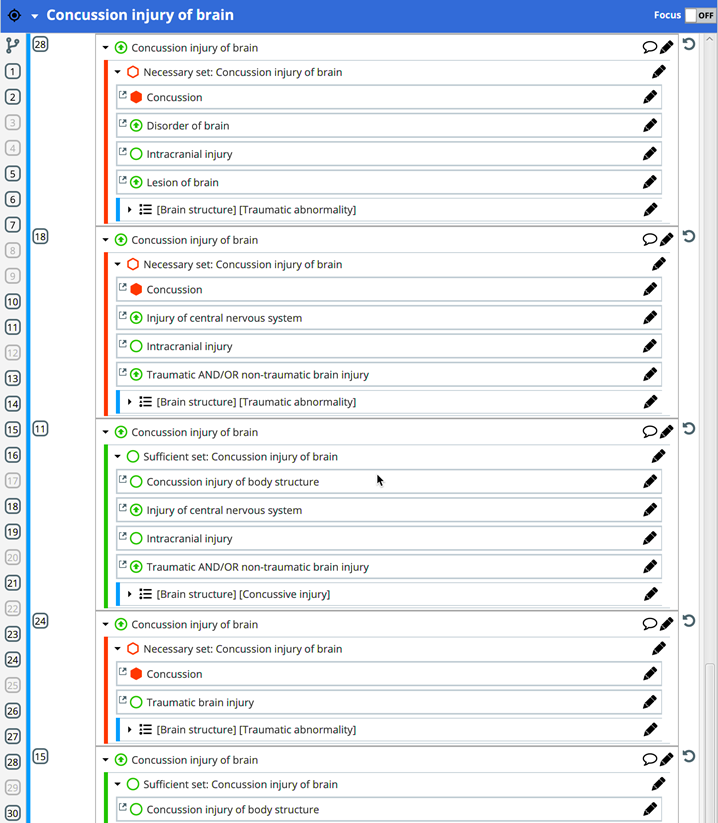 Concussion injury of brain
Focus OFF
28
Concussion injury of brain
Necessary set: Concussion injury of brain
Concussion
Disorder of brain
Intracranial injury
Lesion of brain
[Brain structure] [Traumatic abnormality]
18
Concussion injury of brain
Necessary set: Concussion injury of brain
Concussion
Injury of central nervous system
Intracranial injury
Traumatic AND/OR non-traumatic brain injury
[Brain structure] [Traumatic abnormality]
11
Concussion injury of brain
Sufficient set: Concussion injury of brain
Concussion injury of body structure
Injury of central nervous system
Intracranial injury
Traumatic AND/OR non-traumatic brain injury
[Brain structure] [Concussive injury]
24
Concussion injury of brain
Necessary set: Concussion injury of brain
Concussion
Traumatic brain injury
[Brain structure] [Traumatic abnormality]
15
Concussion injury of brain
Sufficient set: Concussion injury of brain
Concussion injury of body structure
1
2
3
4
5
6
7
8
9
10
11
12
13
14
15
16
17
18
19
20
21
22
23
24
25
26
27
28
29
30